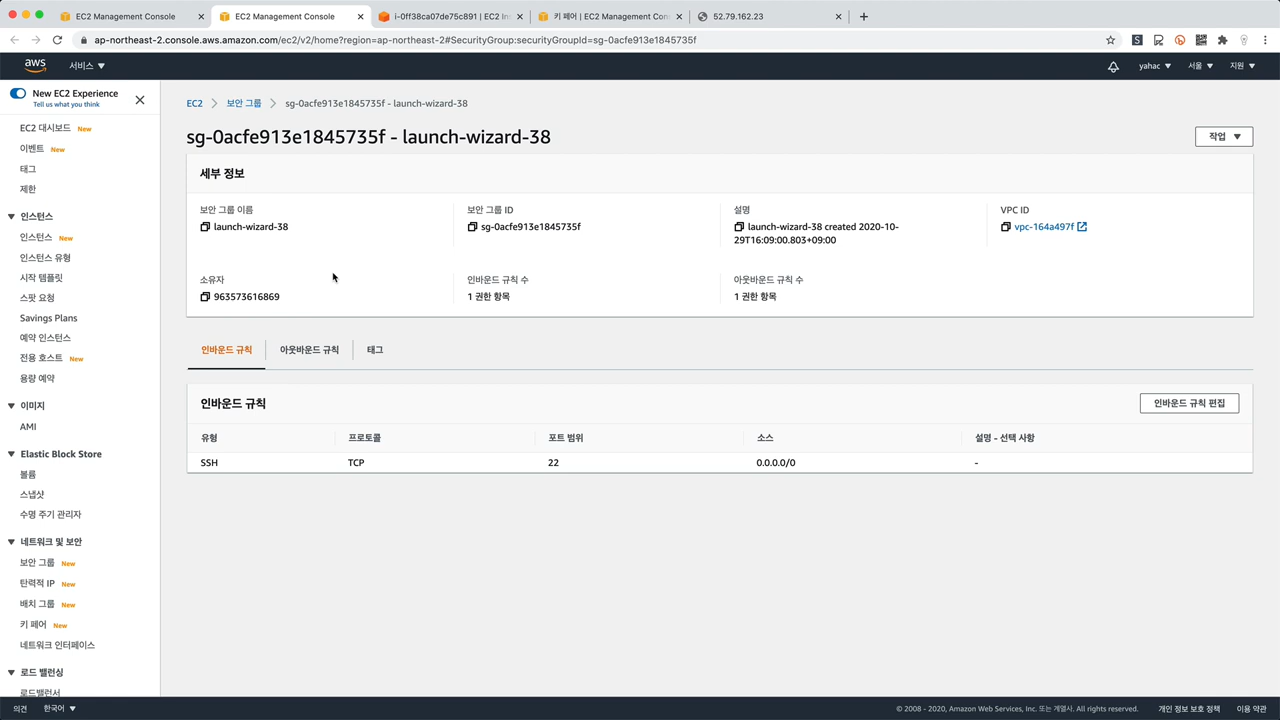 EC2 Management Console
EC2 Management Console
i-0ff38ca07de75c891 | EC2 In
키 페어 | EC2 Management Con
52.79.162.23
ap-northeast-2.console.aws.amazon.com/ec2/v2/home?region=ap-northeast-2#SecurityGroup:securityGroupId=sg-0acfe913e1845735f
aws
서비스
yahac
서울
지원
New EC2 Experience
Tell us what you think
EC2 대시보드 New
이벤트 New
태그
제한
인스턴스
인스턴스 New
인스턴스 유형
시작 템플릿
스팟 요청
Savings Plans
예약 인스턴스
전용 호스트 New
용량 예약
이미지
AMI
Elastic Block Store
볼륨
스냅샷
수명 주기 관리자
네트워크 및 보안
보안 그룹 New
탄력적 IP New
배치 그룹 New
키 페어 New
네트워크 인터페이스
로드 밸런싱
로드밸런서
EC2 > 보안 그룹 > sg-0acfe913e1845735f - launch-wizard-38
sg-0acfe913e1845735f - launch-wizard-38
작업
세부 정보
보안 그룹 이름
launch-wizard-38
보안 그룹 ID
sg-0acfe913e1845735f
설명
launch-wizard-38 created 2020-10-
29T16:09:00.803+09:00
VPC ID
vpc-164a497f
소유자
963573616869
인바운드 규칙 수
1 권한 항목
아웃바운드 규칙 수
1 권한 항목
인바운드 규칙
아웃바운드 규칙
태그
인바운드 규칙
인바운드 규칙 편집
유형 프로토콜 포트 범위 소스 설명 - 선택 사항
SSH TCP 22 0.0.0.0/0 -
의견
한국어
© 2008 - 2020, Amazon Web Services, Inc. 또는 계열사. All rights reserved.
개인 정보 보호 정책
이용 약관